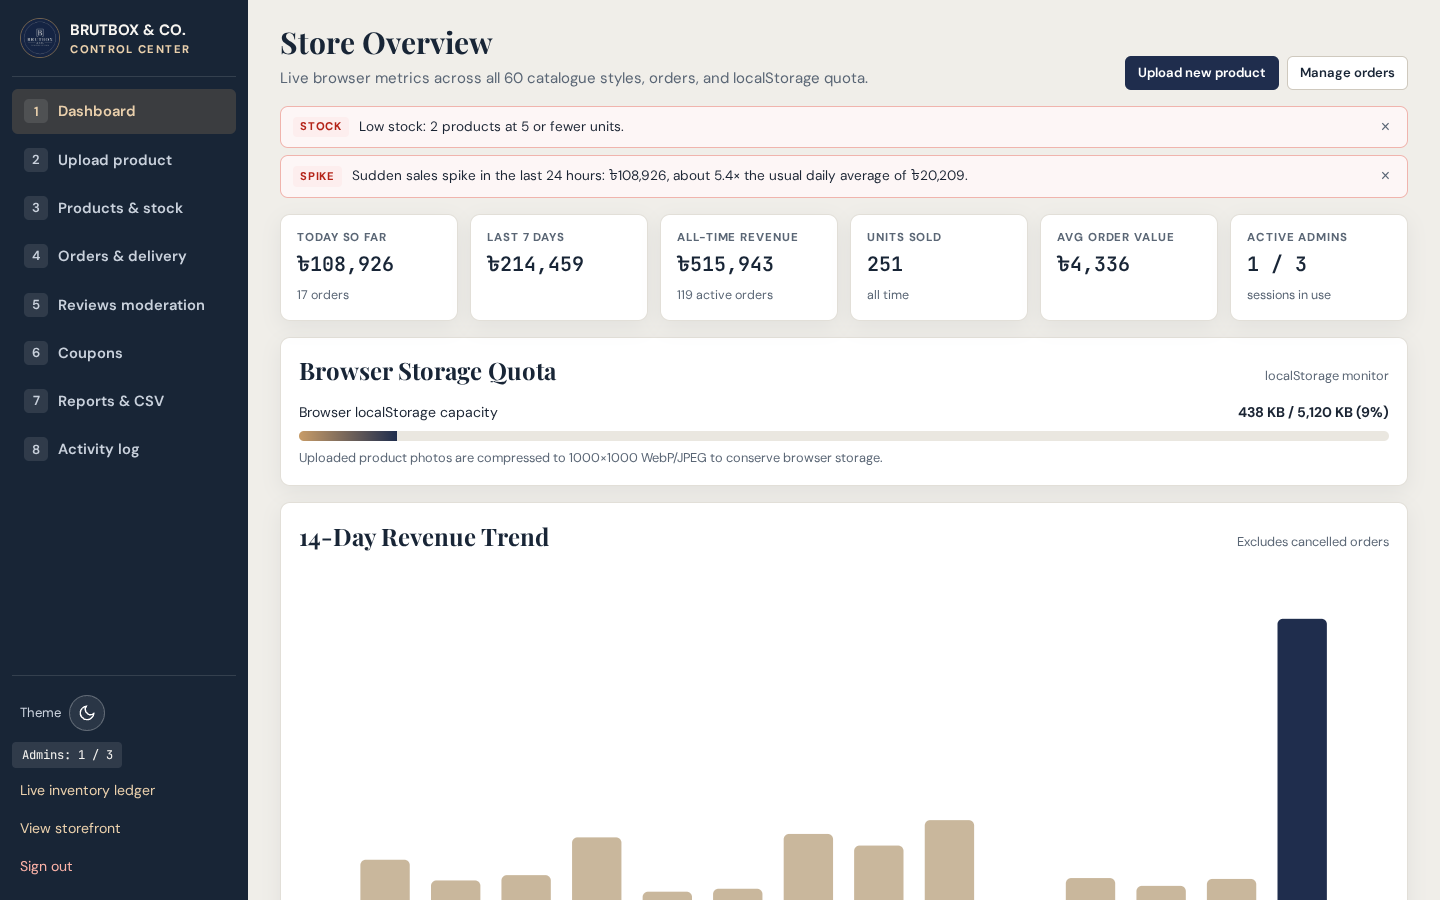 BRUTBOX & CO.
CONTROL CENTER
1 Dashboard
2 Upload product
3 Products & stock
4 Orders & delivery
5 Reviews moderation
6 Coupons
7 Reports & CSV
8 Activity log
Theme
Admins: 1 / 3
Live inventory ledger
View storefront
Sign out
Store Overview
Live browser metrics across all 60 catalogue styles, orders, and localStorage quota.
Upload new product
Manage orders
STOCK Low stock: 2 products at 5 or fewer units. ×
SPIKE Sudden sales spike in the last 24 hours: ৳108,926, about 5.4× the usual daily average of ৳20,209. ×
TODAY SO FAR
৳108,926
17 orders
LAST 7 DAYS
৳214,459
ALL-TIME REVENUE
৳515,943
119 active orders
UNITS SOLD
251
all time
AVG ORDER VALUE
৳4,336
ACTIVE ADMINS
1 / 3
sessions in use
Browser Storage Quota
localStorage monitor
Browser localStorage capacity
438 KB / 5,120 KB (9%)
Uploaded product photos are compressed to 1000×1000 WebP/JPEG to conserve browser storage.
14-Day Revenue Trend
Excludes cancelled orders